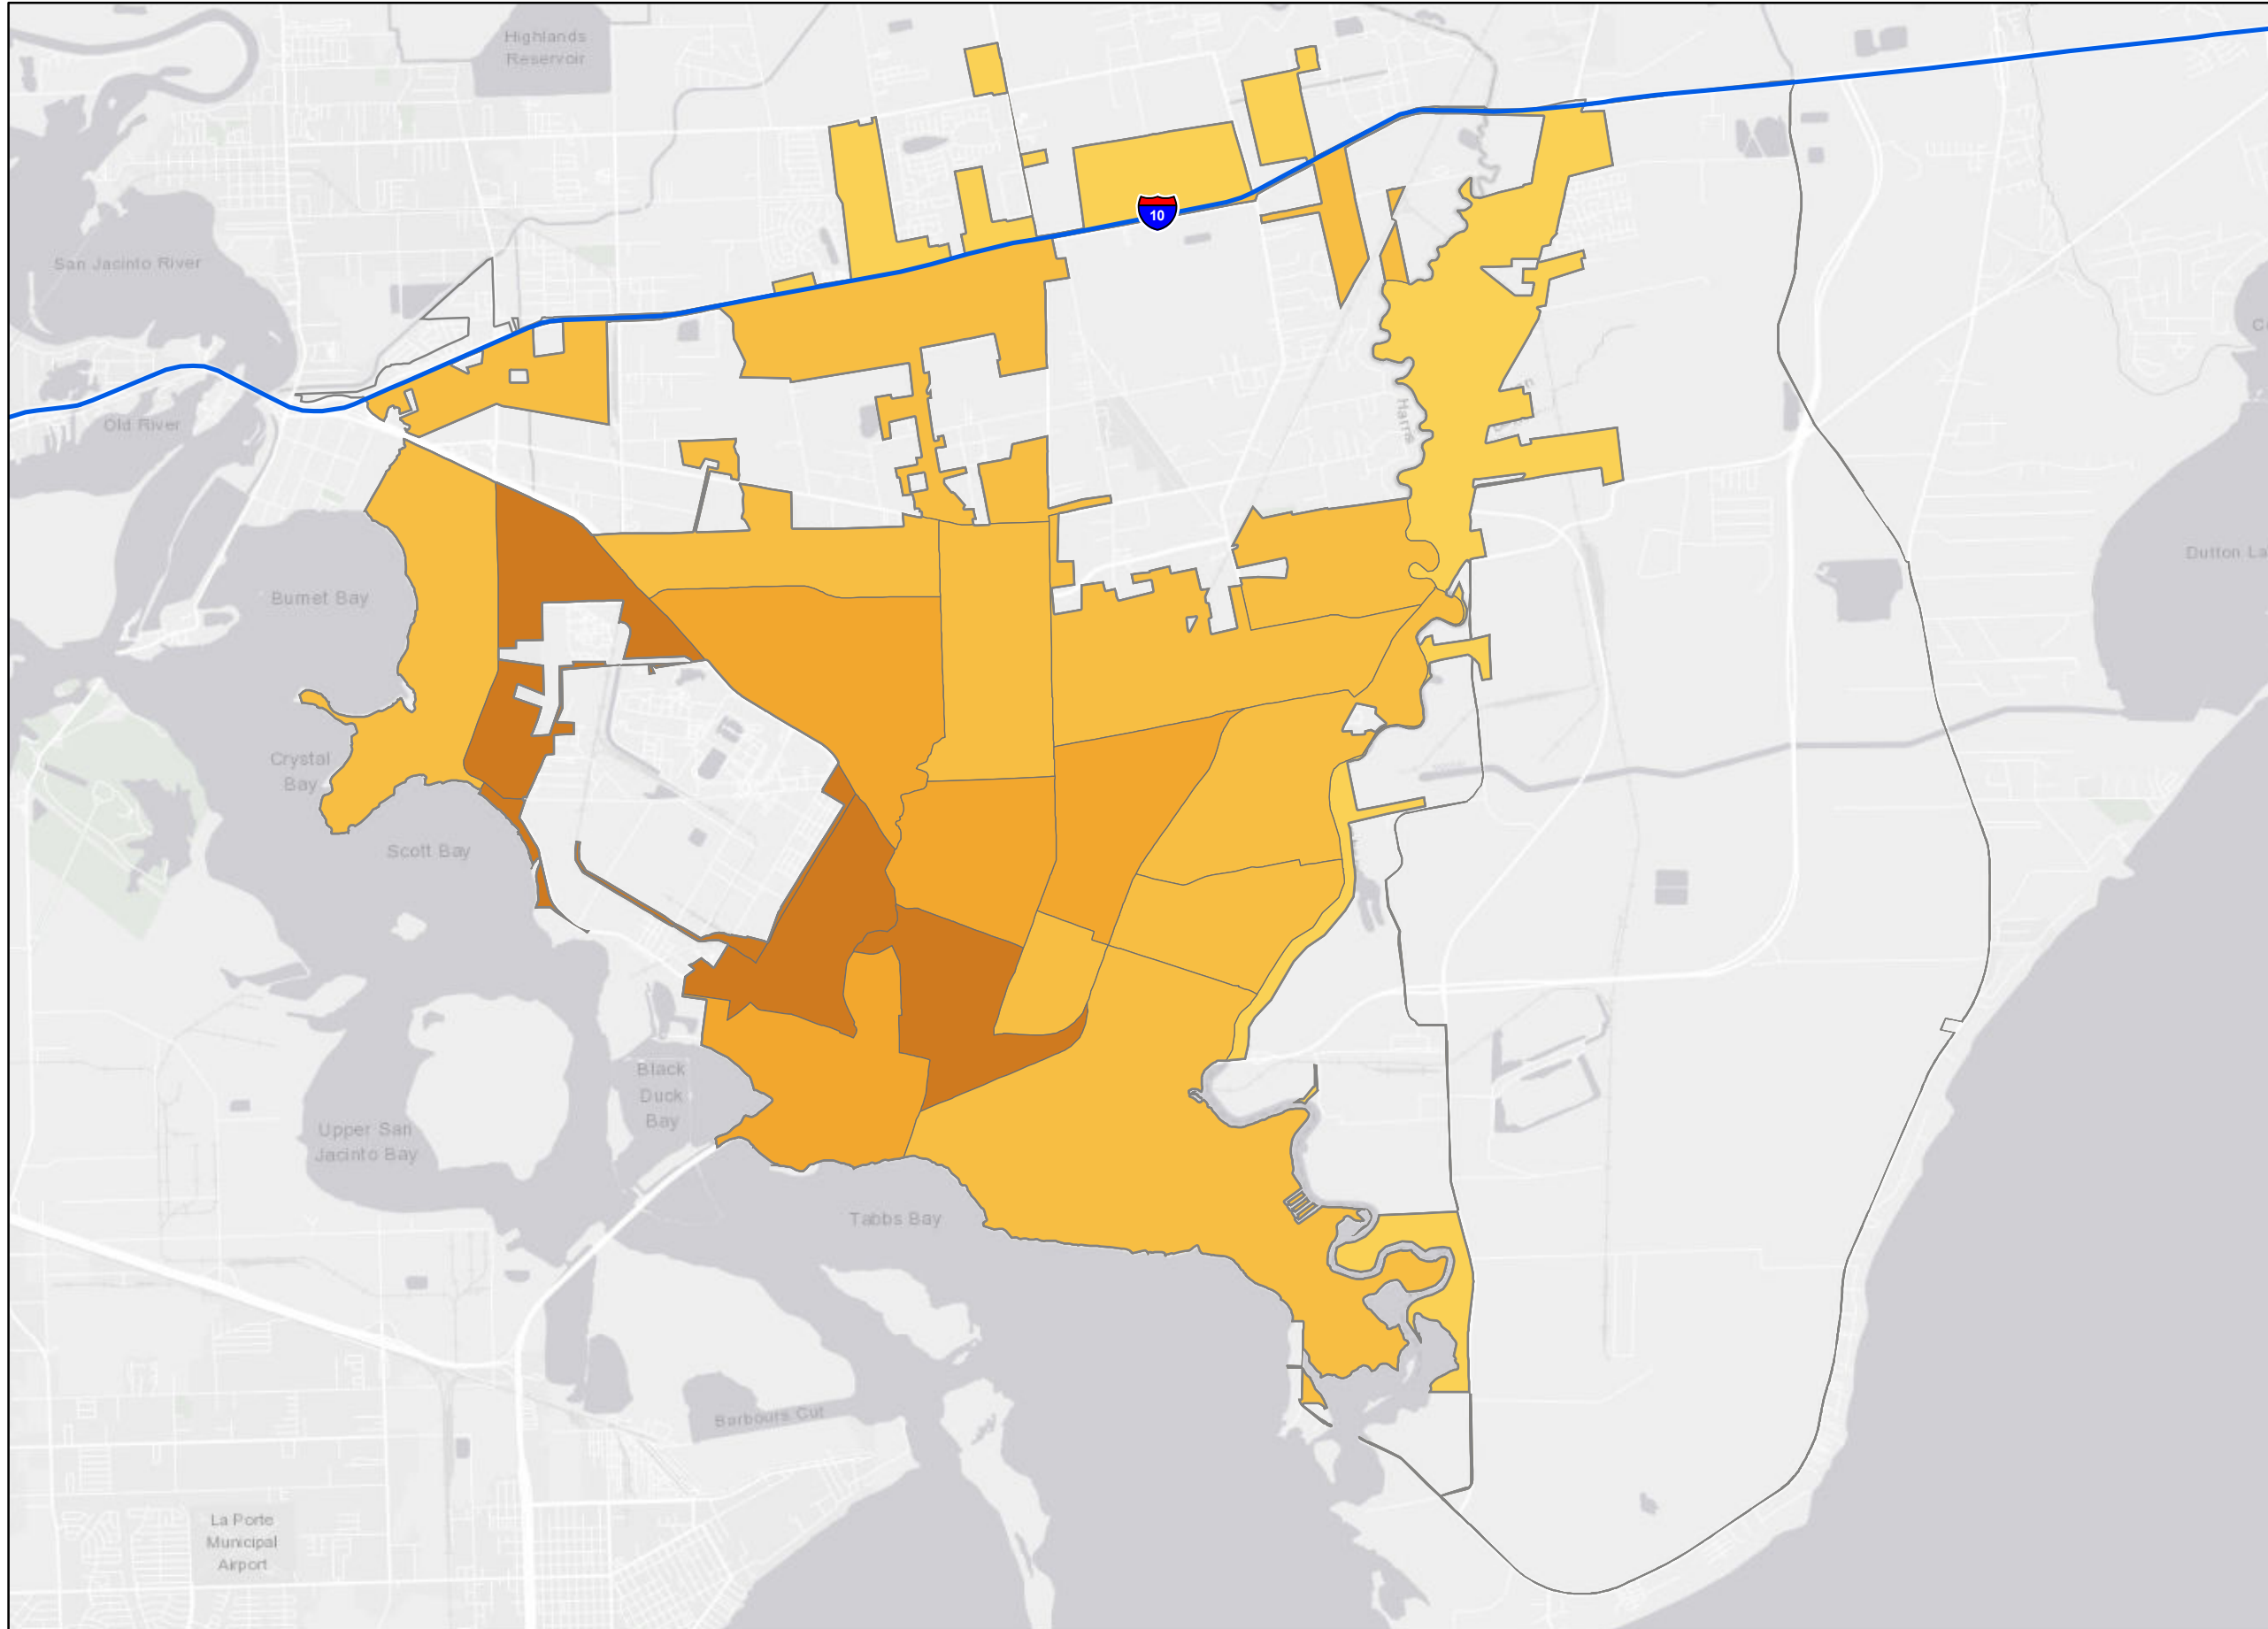 Highlands
Reservoir
10
San Jacinto River
Old River
Harris
Burnet Bay
Dutton La
Crystal
Bay
Scott Bay
Black
Duck
Bay
Upper San
Jacinto Bay
Tabbs Bay
Barbours Cut
La Porte
Municipal
Airport